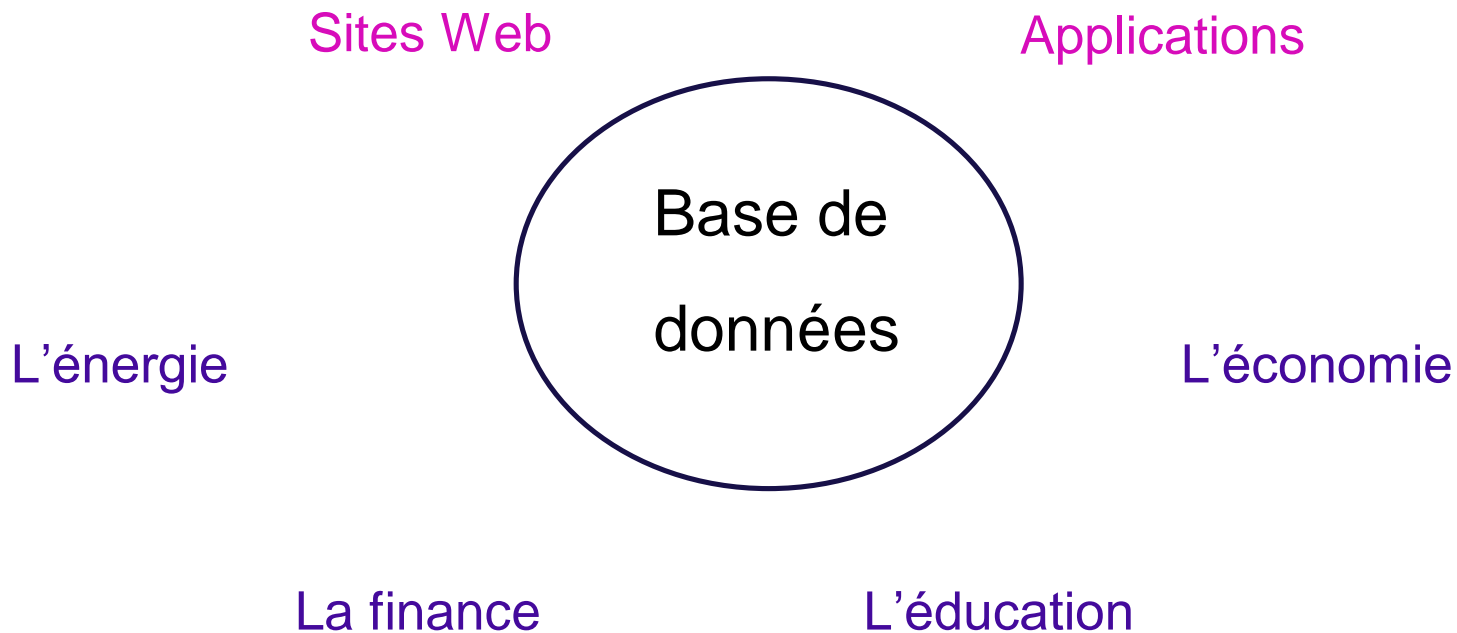 Sites Web
Applications
Base de
données
L’énergie
L’économie
La finance
L’éducation